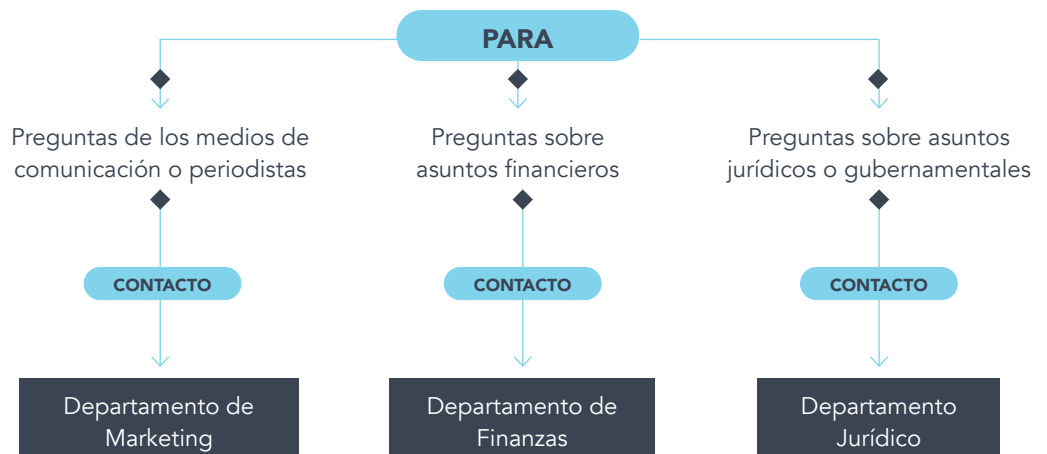 PARA
Preguntas de los medios de
comunicación o periodistas
Preguntas sobre
asuntos financieros
Preguntas sobre asuntos
jurídicos o gubernamentales
CONTACTO
CONTACTO
CONTACTO
Departamento de
Marketing
Departamento de
Finanzas
Departamento
Jurídico